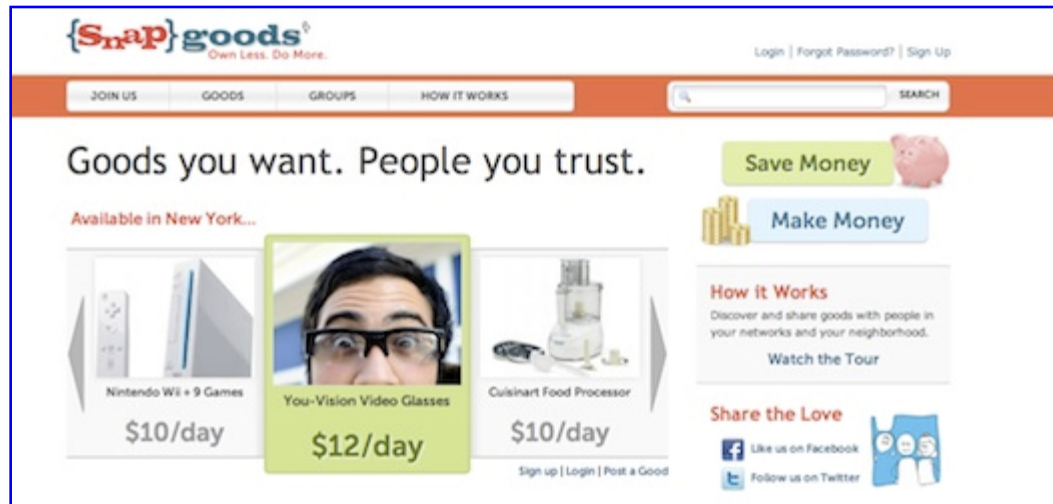 {Snap}goods
Own Less. Do More.
Login | Forgot Password? | Sign Up
JOIN US GOODS GROUPS HOW IT WORKS SEARCH
Goods you want. People you trust.
Available in New York...
Nintendo Wii + 9 Games
$10/day
You-Vision Video Glasses
$12/day
Cuisinart Food Processor
$10/day
Sign up | Login | Post a Good
Save Money
Make Money
How it Works
Discover and share goods with people in
your networks and your neighborhood.
Watch the Tour
Share the Love
Like us on Facebook
Follow us on Twitter